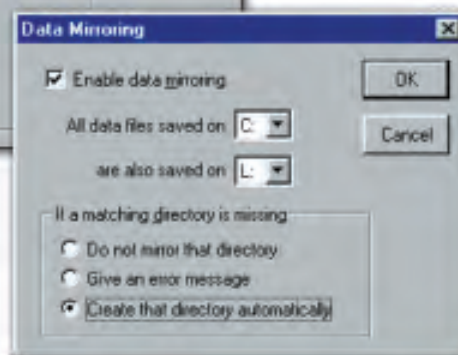 Data Mirroring
Enable data mirroring
OK
All data files saved on C:
Cancel
are also saved on L:
If a matching directory is missing
Do not mirror that directory
Give an error message
Create that directory automatically